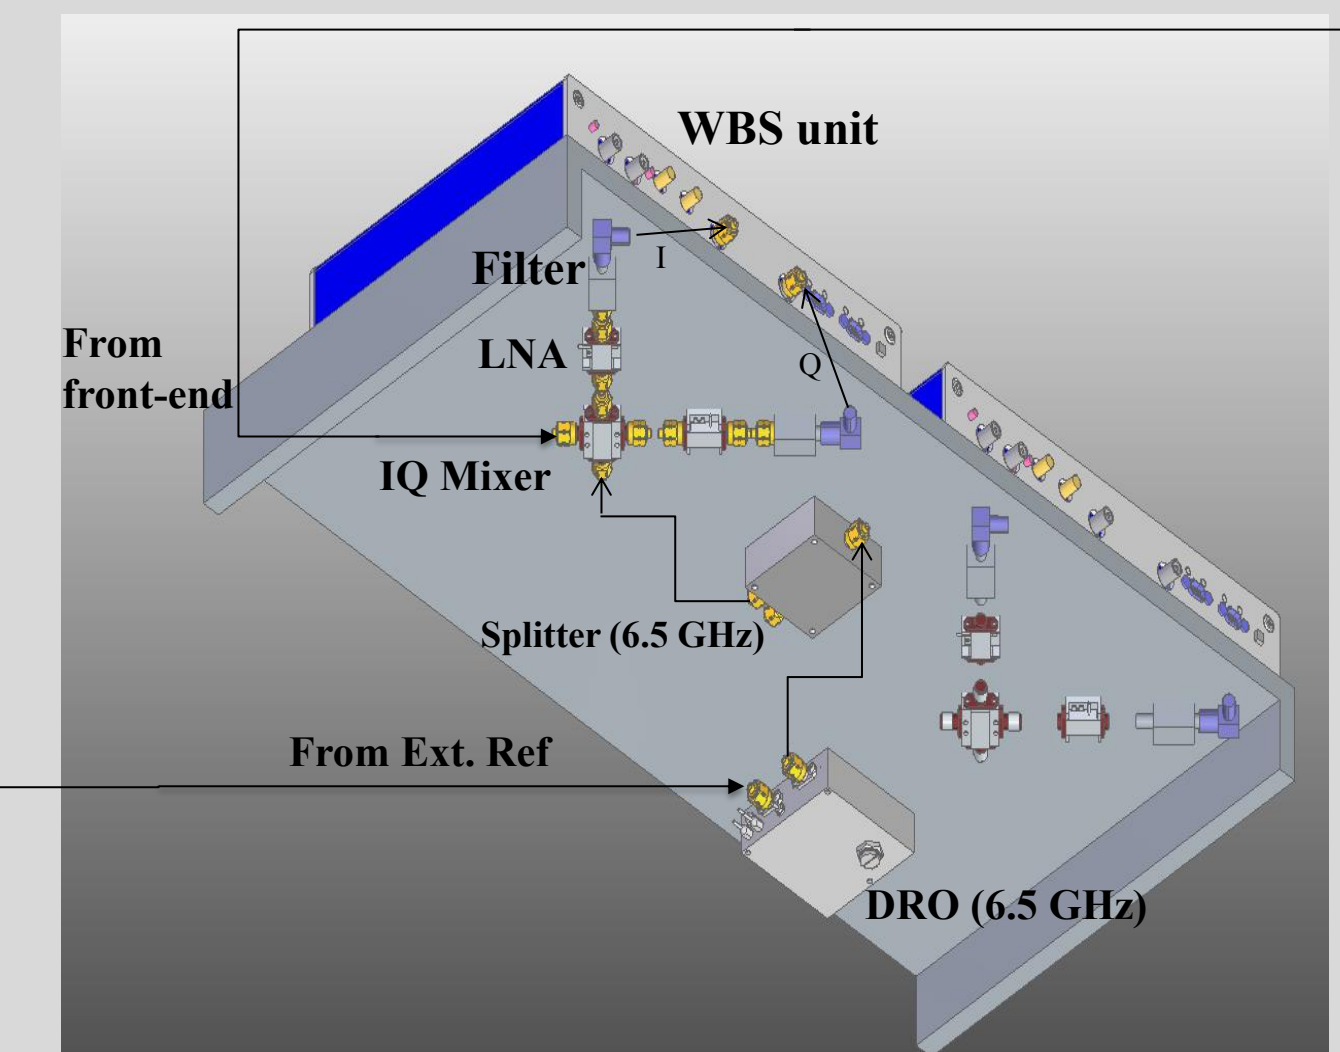 WBS unit
I
Filter
From
front-end
LNA
Q
IQ Mixer
Splitter (6.5 GHz)
From Ext. Ref
DRO (6.5 GHz)